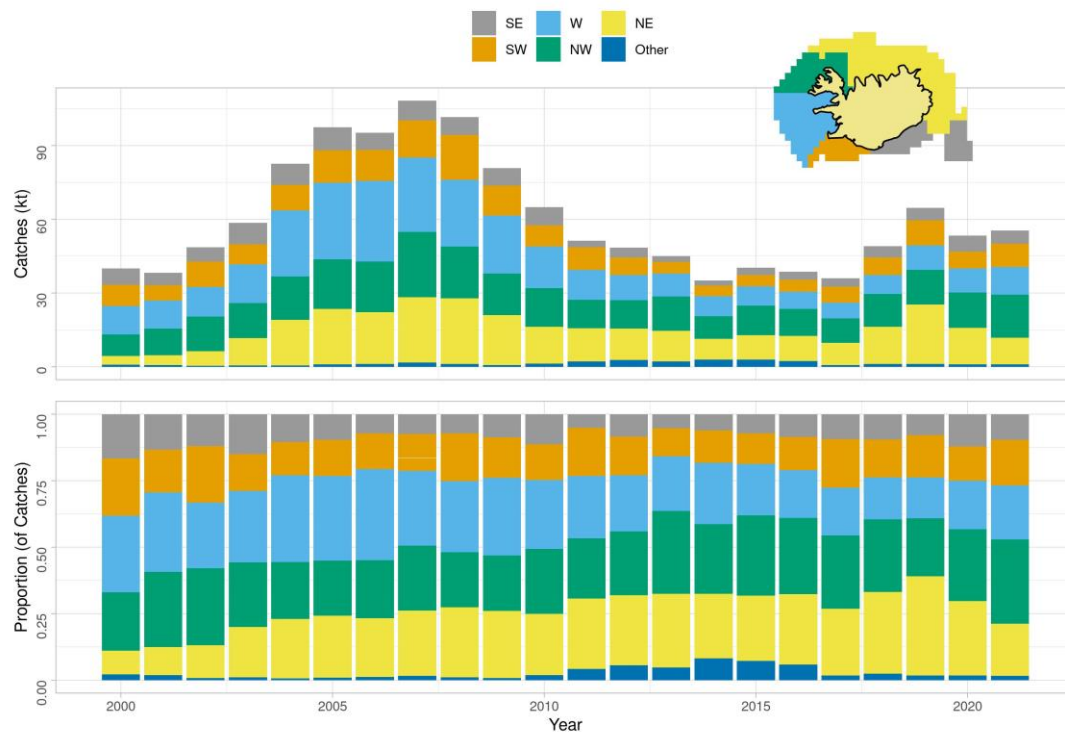 SE W NE
SW NW Other
Catches (kt)
90
60
30
0
Proportion (of Catches)
1.00
0.75
0.50
0.25
0.00
2000 2005 2010 2015 2020
Year